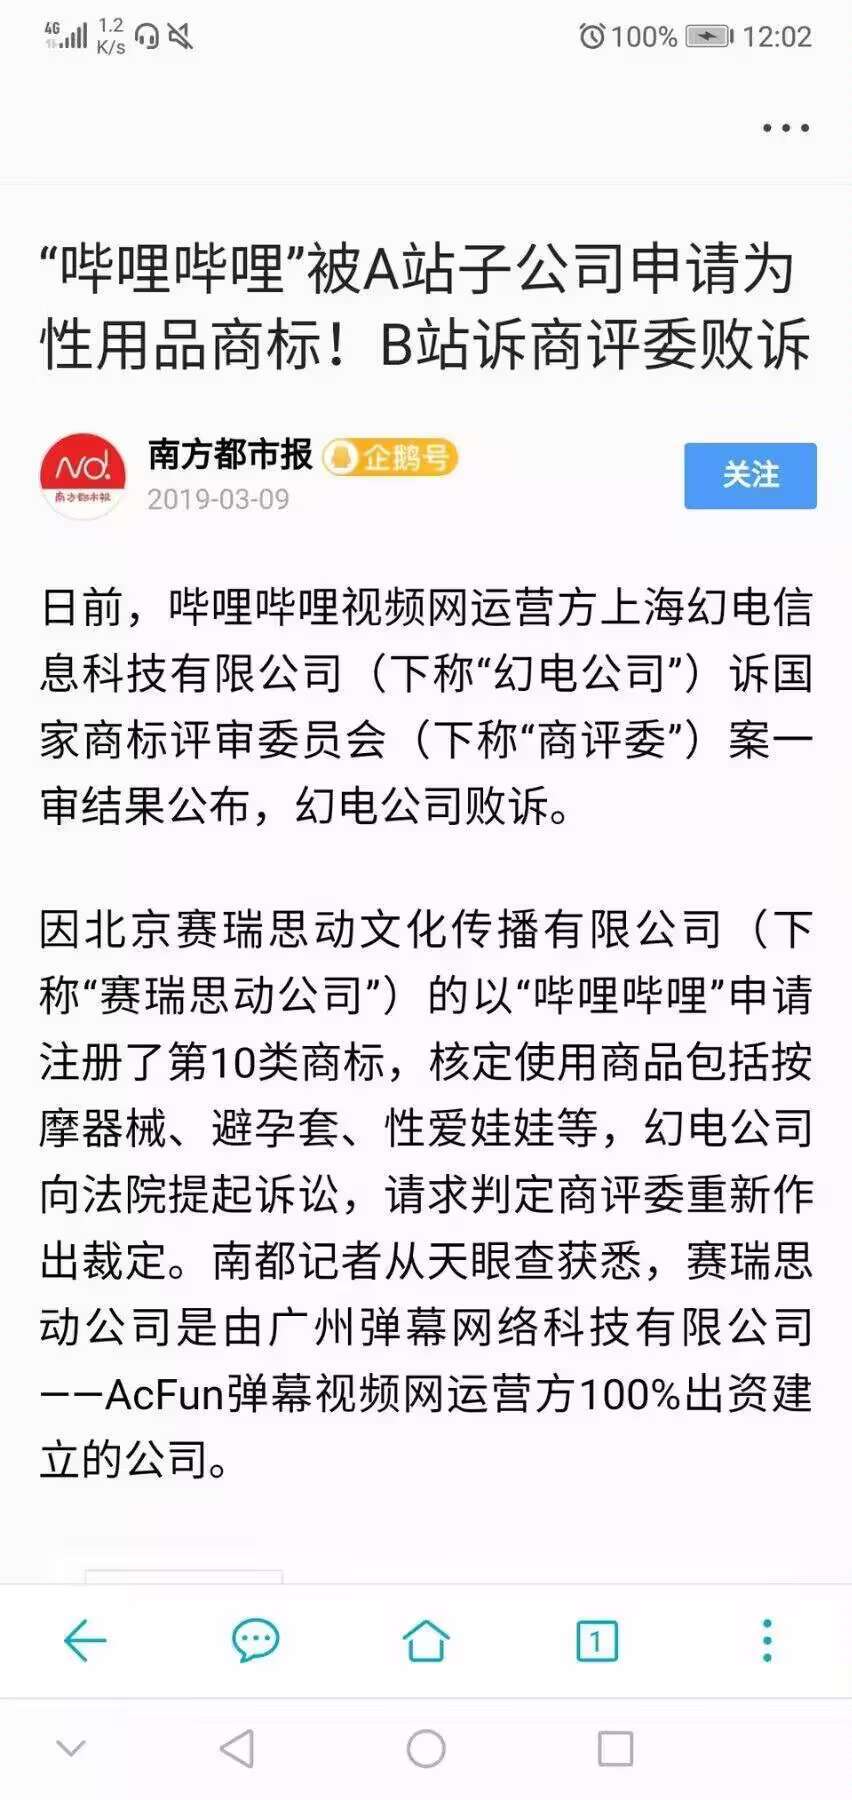 4G 1.2 K/s 100% 12:02
“哔哩哔哩”被A站子公司申请为
性用品商标！B站诉商评委败诉
Nd.
南方都市报
南方都市报 企鹅号
2019-03-09
关注
日前，哔哩哔哩视频网运营方上海幻电信
息科技有限公司（下称“幻电公司”）诉国
家商标评审委员会（下称“商评委”）案一
审结果公布，幻电公司败诉。
因北京赛瑞思动文化传播有限公司（下
称“赛瑞思动公司”）的以“哔哩哔哩”申请
注册了第10类商标，核定使用商品包括按
摩器械、避孕套、性爱娃娃等，幻电公司
向法院提起诉讼，请求判定商评委重新作
出裁定。南都记者从天眼查获悉，赛瑞思
动公司是由广州弹幕网络科技有限公司
——AcFun弹幕视频网运营方100%出资建
立的公司。
1